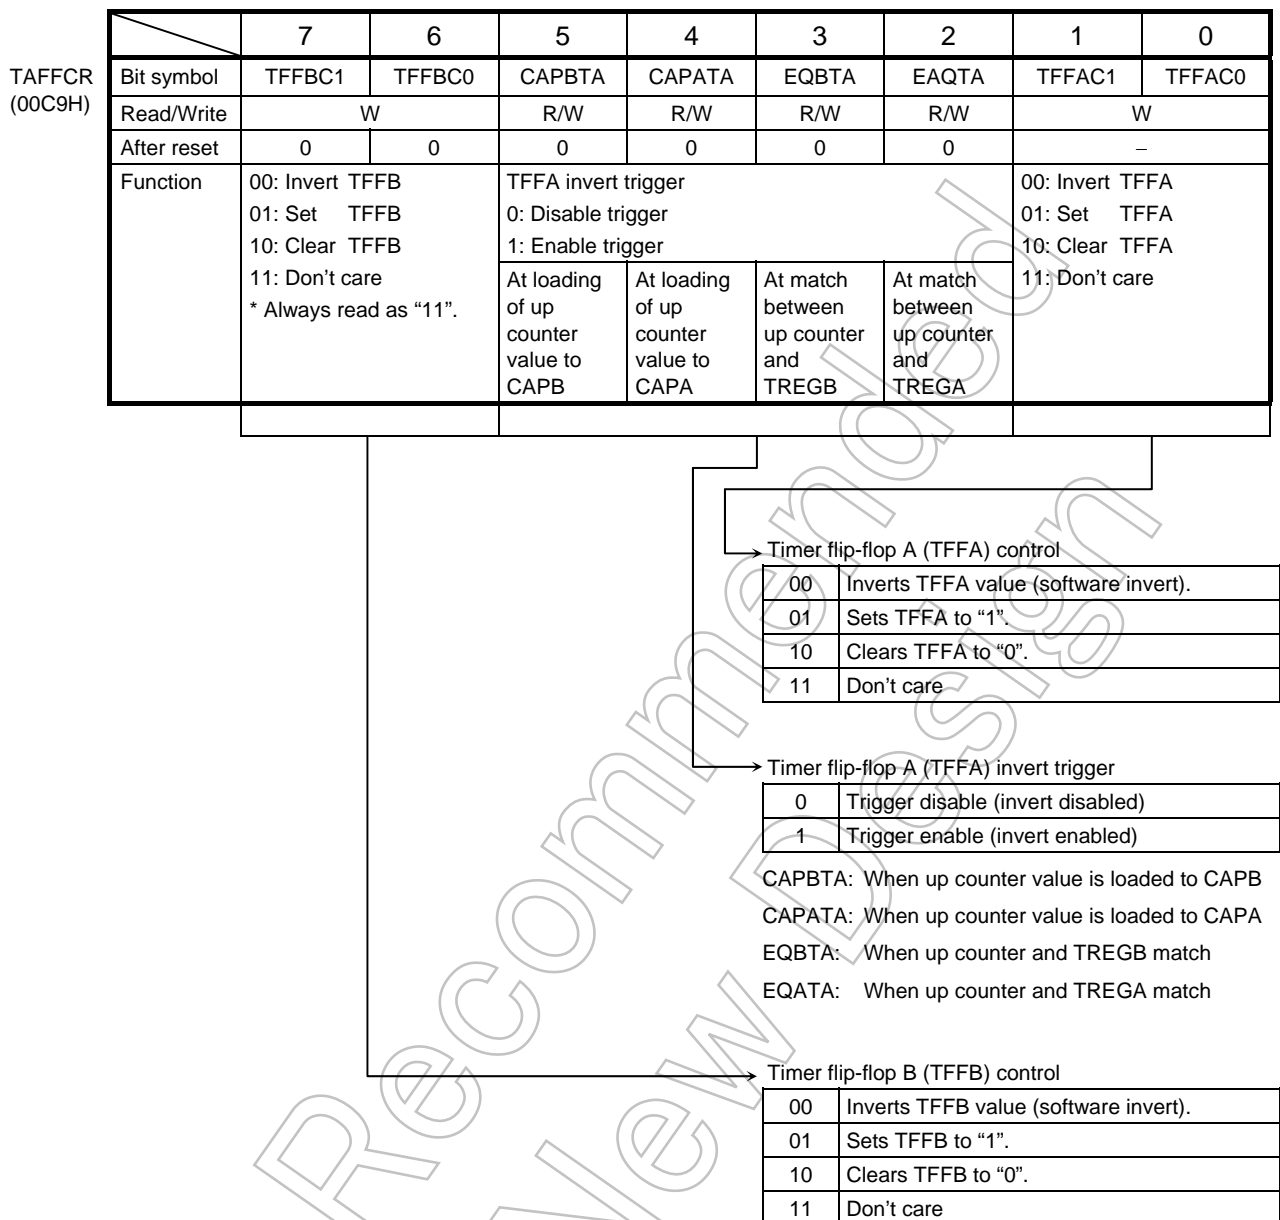 7 6 5 4 3 2 1 0
TAFFCR
(00C9H)
Bit symbol TFFBC1 TFFBC0 CAPBTA CAPATA EQBTA EAQTA TFFAC1 TFFAC0
Read/Write W R/W R/W R/W R/W W
After reset 0 0 0 0 0 0 –
Function
00: Invert TFFB
01: Set TFFB
10: Clear TFFB
11: Don’t care
* Always read as “11”.
TFFA invert trigger
0: Disable trigger
1: Enable trigger
At loading
of up
counter
value to
CAPB
At loading
of up
counter
value to
CAPA
At match
between
up counter
and
TREGB
At match
between
up counter
and
TREGA
00: Invert TFFA
01: Set TFFA
10: Clear TFFA
11: Don’t care
Timer flip-flop A (TFFA) control
00 Inverts TFFA value (software invert).
01 Sets TFFA to “1”.
10 Clears TFFA to “0”.
11 Don’t care
Timer flip-flop A (TFFA) invert trigger
0 Trigger disable (invert disabled)
1 Trigger enable (invert enabled)
CAPBTA: When up counter value is loaded to CAPB
CAPATA: When up counter value is loaded to CAPA
EQBTA: When up counter and TREGB match
EQATA: When up counter and TREGA match
Timer flip-flop B (TFFB) control
00 Inverts TFFB value (software invert).
01 Sets TFFB to “1”.
10 Clears TFFB to “0”.
11 Don’t care
Recommended
New Design